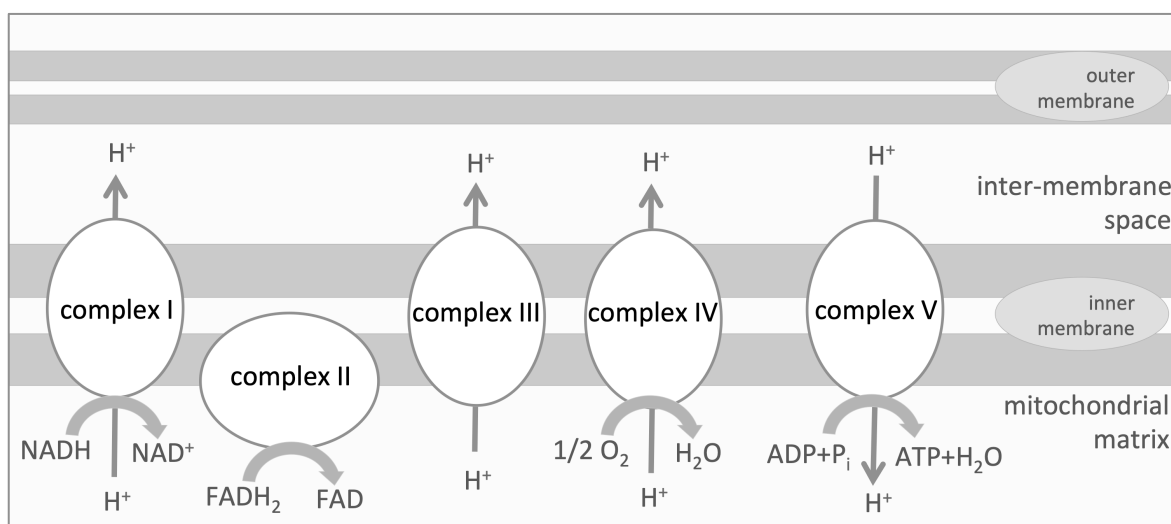 outer
membrane
H⁺
H⁺
H⁺
H⁺
inter-membrane
space
complex I
complex II
complex III
complex IV
complex V
inner
membrane
mitochondrial
matrix
NADH
NAD⁺
H⁺
FADH₂
FAD
H⁺
1/2 O₂
H₂O
H⁺
ADP+Pᵢ
ATP+H₂O
H⁺